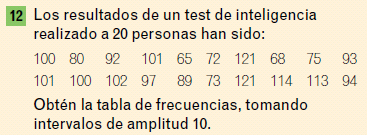 12 Los resultados de un test de inteligencia
realizado a 20 personas han sido:
100 80 92 101 65 72 121 68 75 93
101 100 102 97 89 73 121 114 113 94
Obtén la tabla de frecuencias, tomando
intervalos de amplitud 10.